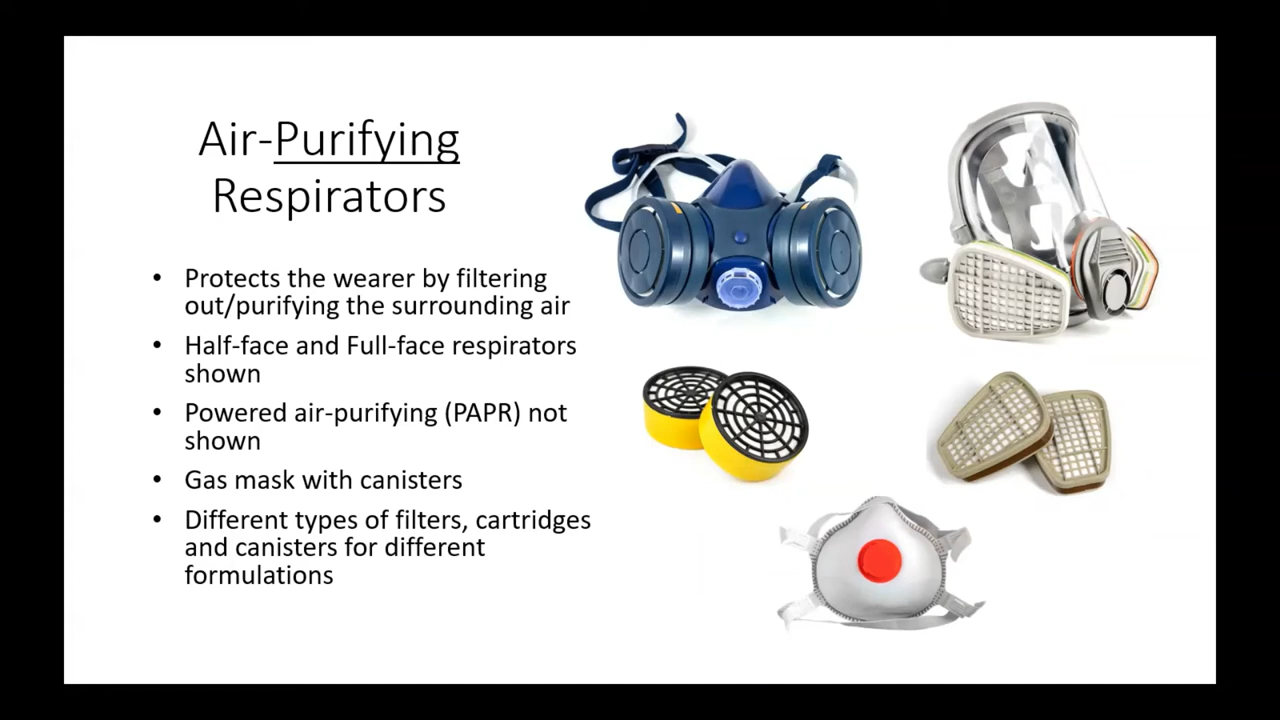 Air-Purifying
Respirators
• Protects the wearer by filtering
out/purifying the surrounding air
• Half-face and Full-face respirators
shown
• Powered air-purifying (PAPR) not
shown
• Gas mask with canisters
• Different types of filters, cartridges
and canisters for different
formulations